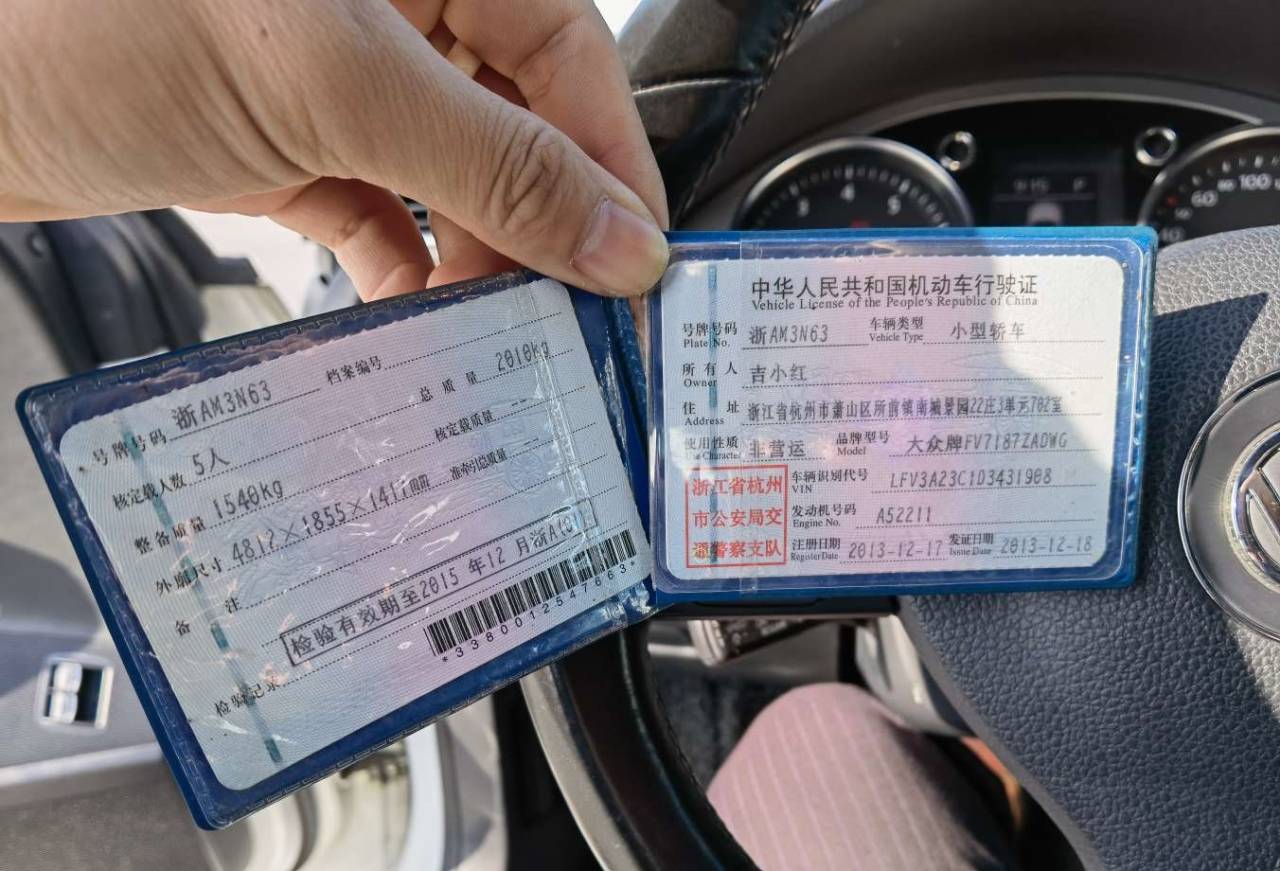 号牌号码 浙AM3N63 档案编号
核定载人数 5人 总质量 2010kg
整备质量 1540kg 核定载质量 --
外廓尺寸 4812×1855×1417mm 准牵引总质量 --
备注
检验有效期至2015年12月浙A(0
检验记录
*3380012547663*
中华人民共和国机动车行驶证
Vehicle License of the People's Republic of China
号牌号码 Plate No. 浙AM3N63 车辆类型 Vehicle Type 小型轿车
所有人 Owner 吉小红
住址 Address 浙江省杭州市萧山区所前镇南城景园22庄3单元702室
使用性质 Use Character 非营运 品牌型号 Model 大众牌FV7187ZADWG
浙江省杭州市公安局交通警察支队
车辆识别代号 VIN LFV3A23C1D3431908
发动机号码 Engine No. A52211
注册日期 Register Date 2013-12-17 发证日期 Issue Date 2013-12-18
3 4 5
915 F
60 80 100